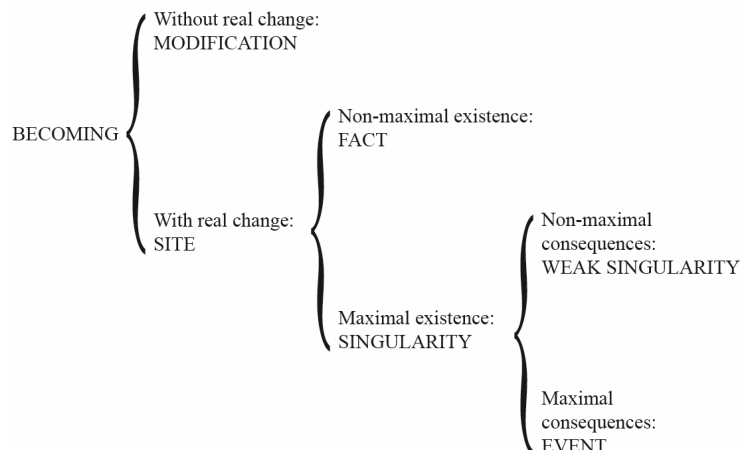 Without real change:
MODIFICATION
Non-maximal existence:
FACT
BECOMING
With real change:
SITE
Non-maximal
consequences:
WEAK SINGULARITY
Maximal existence:
SINGULARITY
Maximal
consequences:
EVENT